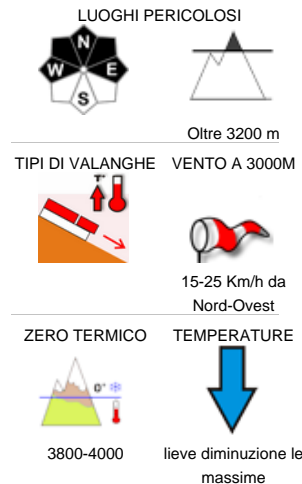 LUOGHI PERICOLOSI
N
W E
S
Oltre 3200 m
TIPI DI VALANGHE VENTO A 3000M
T°
15-25 Km/h da
Nord-Ovest
ZERO TERMICO TEMPERATURE
0°
3800-4000 lieve diminuzione le
massime